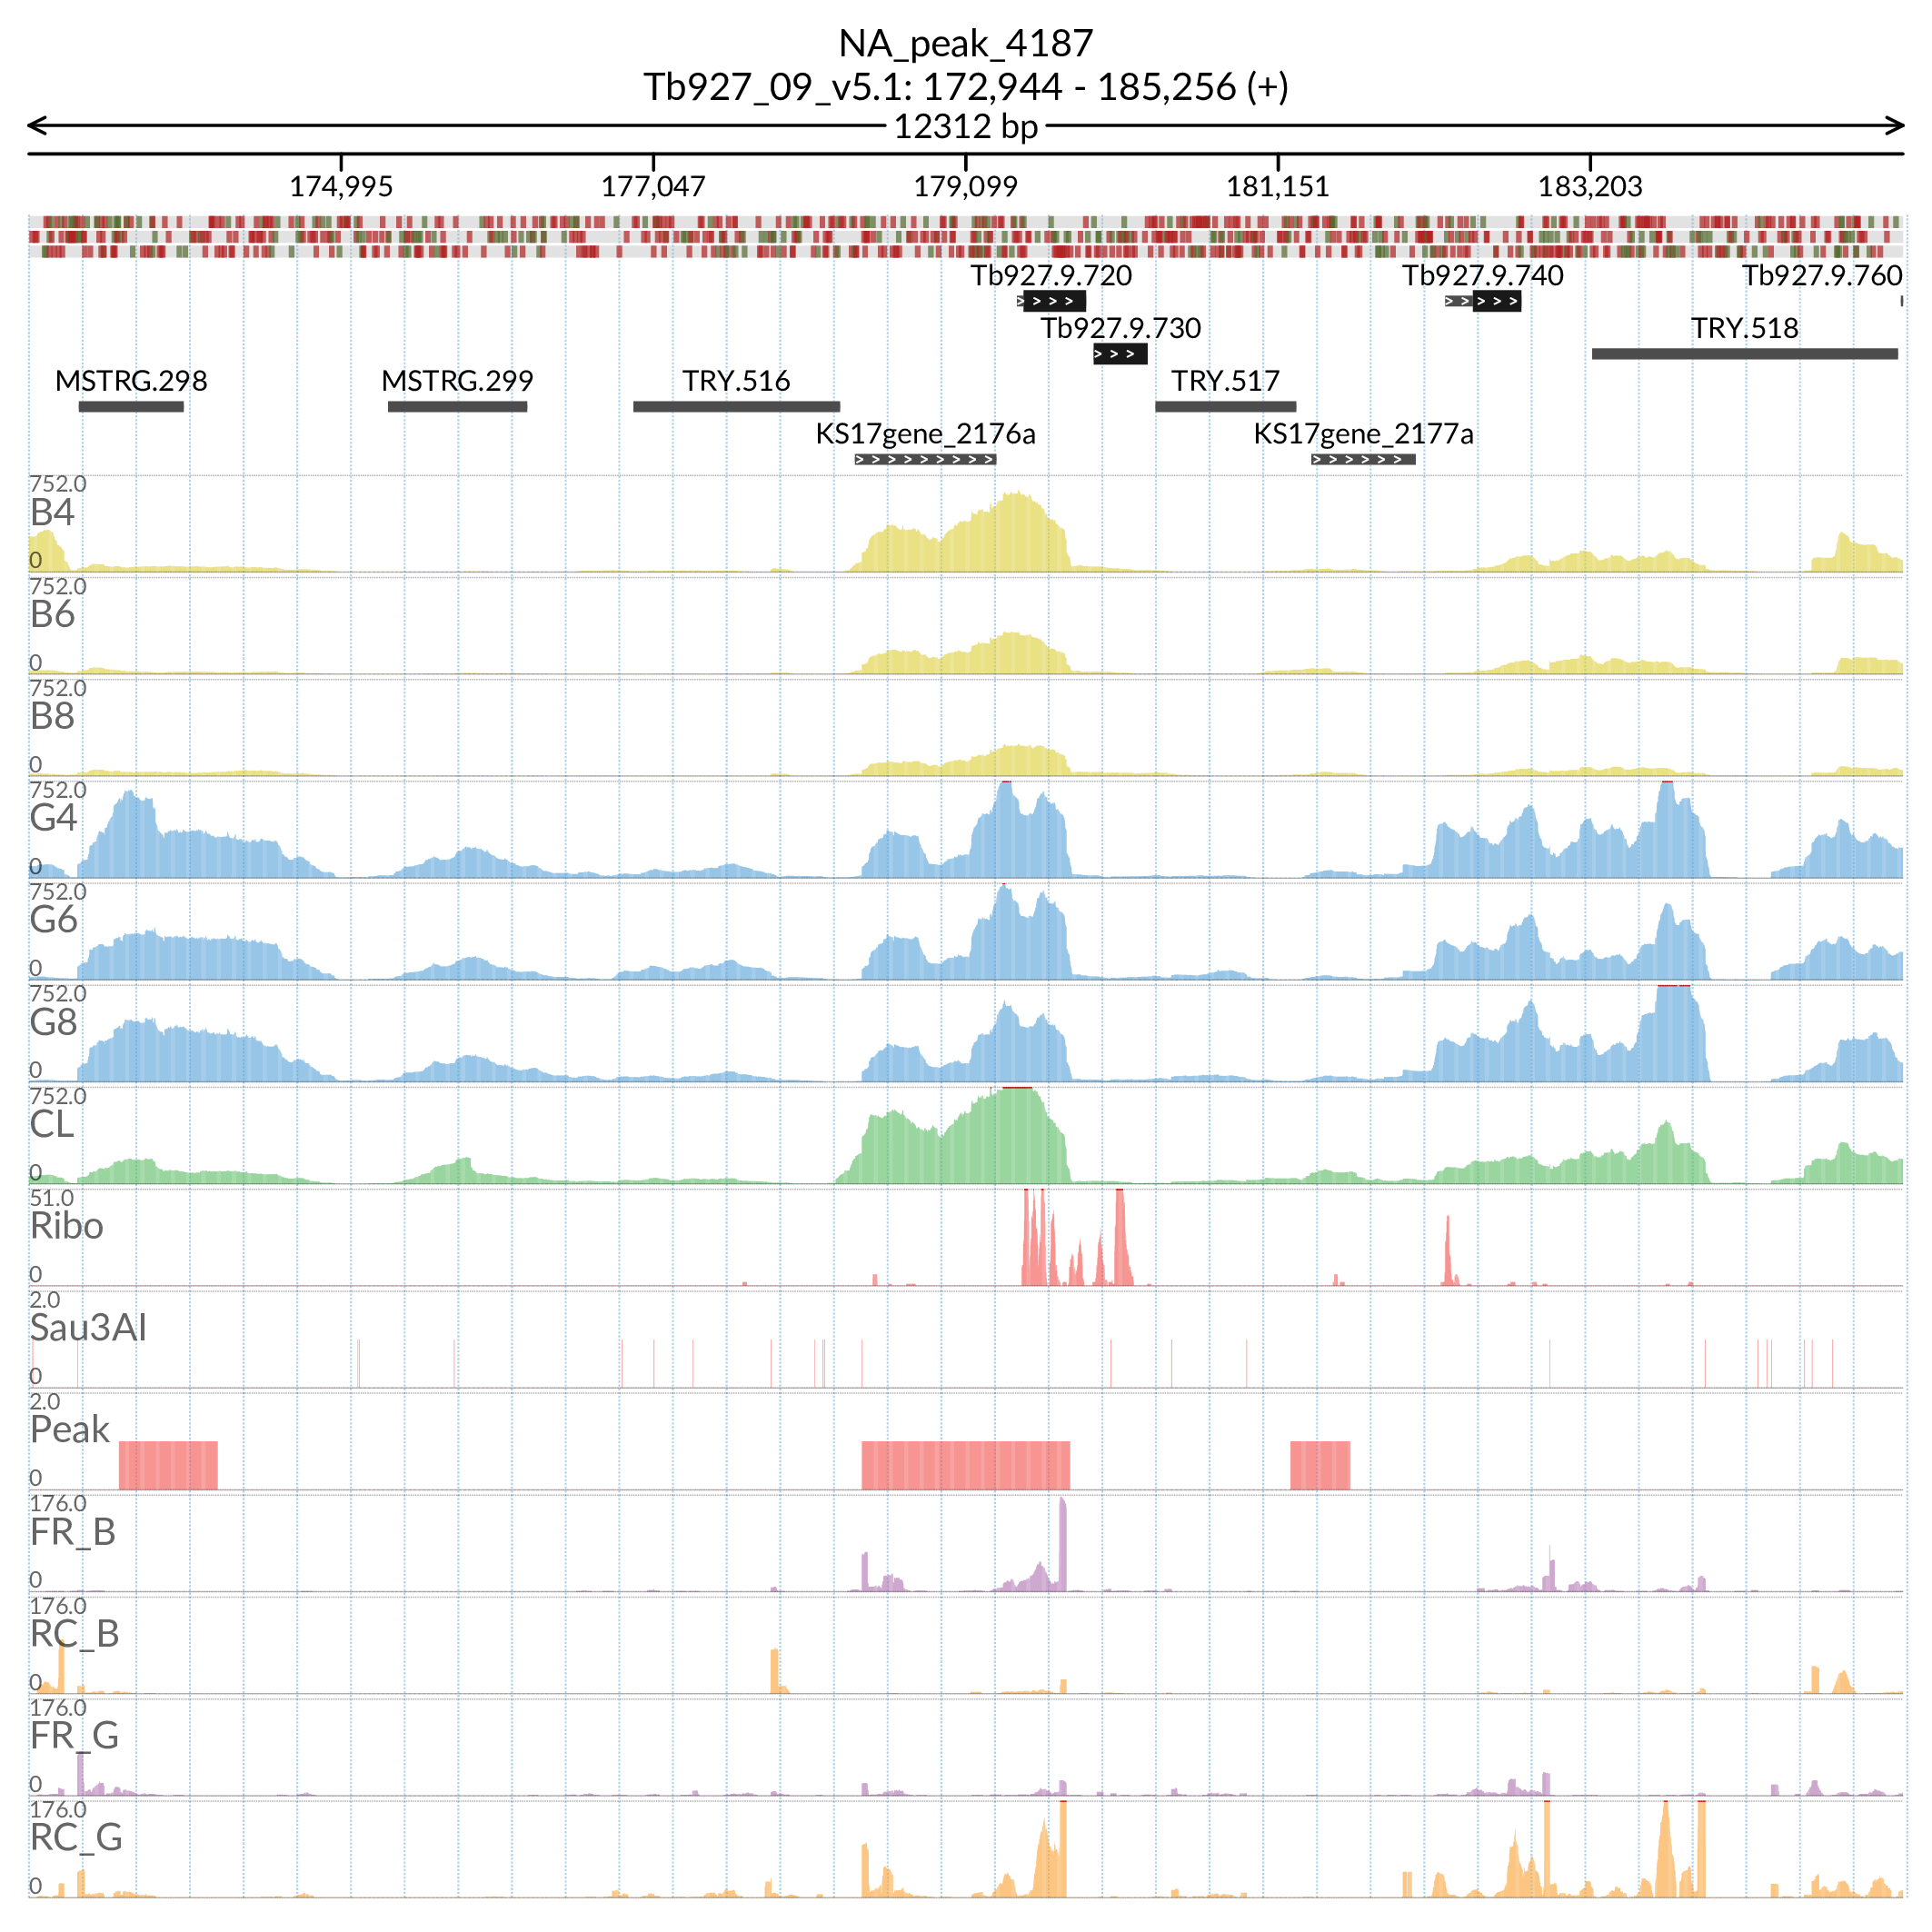 NA_peak_4187
Tb927_09_v5.1: 172,944 - 185,256 (+)
12312 bp
174,995 177,047 179,099 181,151 183,203
Tb927.9.720 Tb927.9.740 Tb927.9.760
Tb927.9.730 TRY.518
MSTRG.298 MSTRG.299 TRY.516 TRY.517
KS17gene_2176a KS17gene_2177a
752.0
B4
0
752.0
B6
0
752.0
B8
0
752.0
G4
0
752.0
G6
0
752.0
G8
0
752.0
CL
0
51.0
Ribo
0
2.0
Sau3AI
0
2.0
Peak
0
176.0
FR_B
0
176.0
RC_B
0
176.0
FR_G
0
176.0
RC_G
0